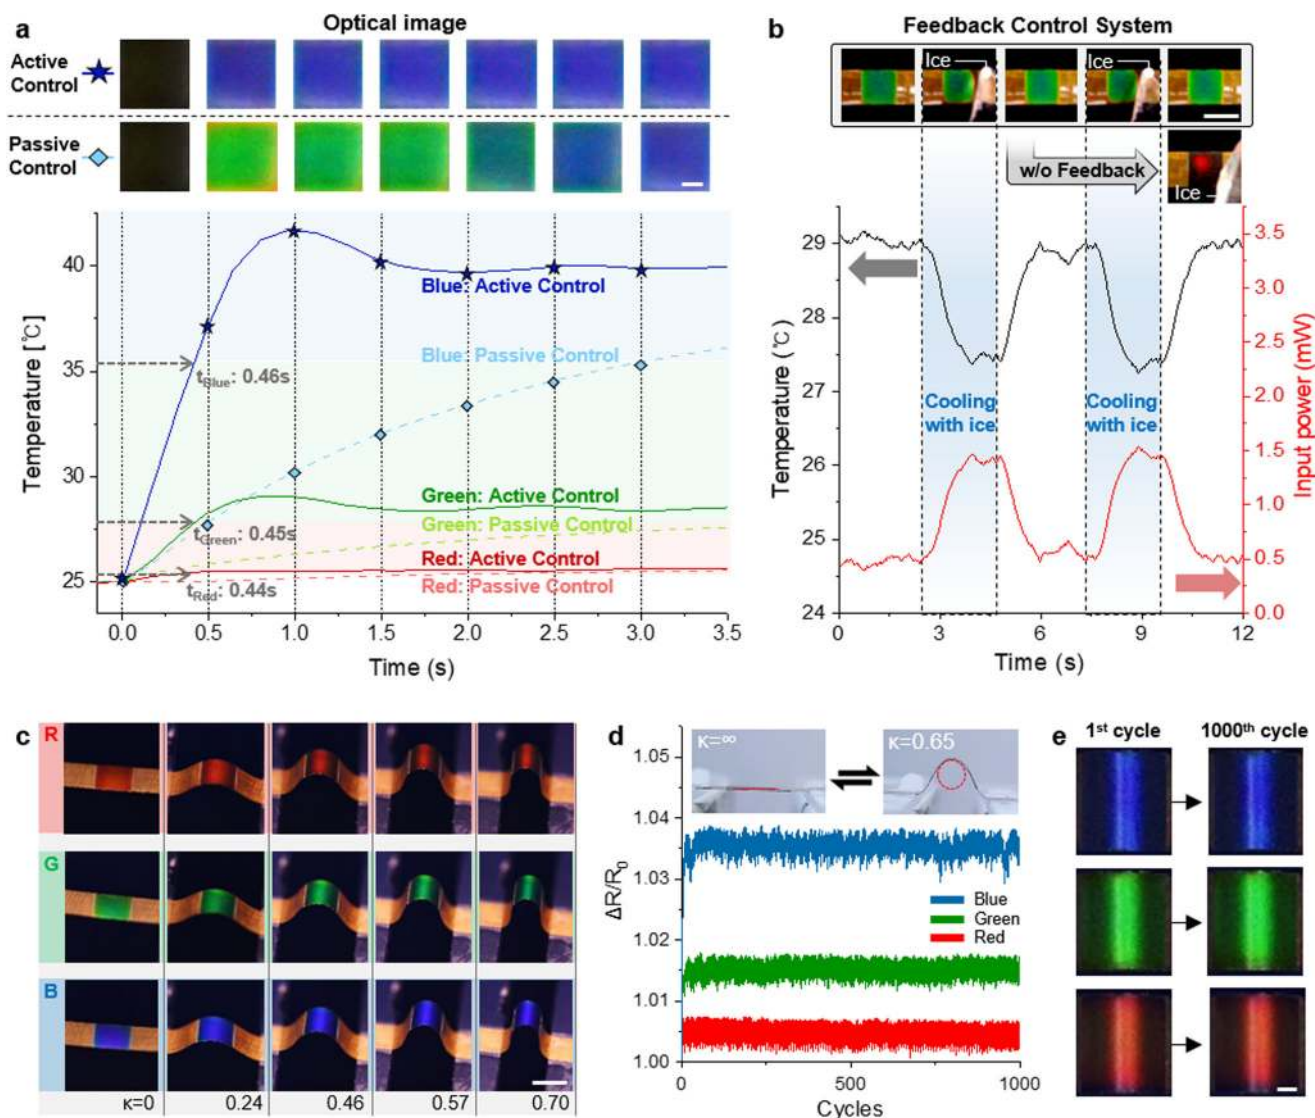 a
Optical image
Active
Control
Passive
Control
Temperature [℃]
40
35
30
25
Blue: Active Control
Blue: Passive Control
t_Blue: 0.46s
Green: Active Control
Green: Passive Control
t_Green: 0.45s
Red: Active Control
Red: Passive Control
t_Red: 0.44s
0.0 0.5 1.0 1.5 2.0 2.5 3.0 3.5
Time (s)
b
Feedback Control System
Ice
Ice
w/o Feedback
Ice
Temperature (℃)
29
28
27
26
25
24
Cooling
with ice
Cooling
with ice
3.5
3.0
2.5
2.0
1.5
1.0
0.5
0.0
Input power (mW)
0 3 6 9 12
Time (s)
c
R
G
B
κ=0 0.24 0.46 0.57 0.70
d
κ=∞
κ=0.65
ΔR/R₀
1.05
1.04
1.03
1.02
1.01
1.00
Blue
Green
Red
0 500 1000
Cycles
e
1st cycle 1000th cycle